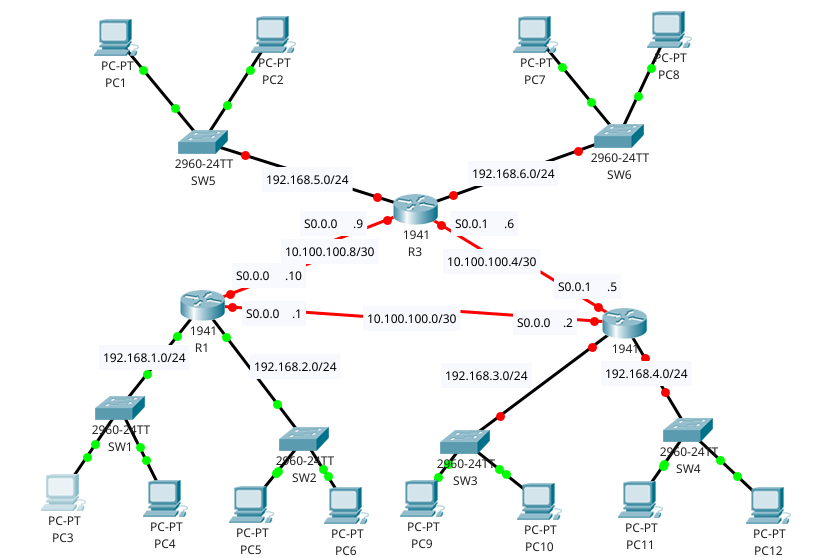 PC-PT
PC1
PC-PT
PC2
PC-PT
PC7
PC-PT
PC8
2960-24TT
SW5
2960-24TT
SW6
192.168.5.0/24
192.168.6.0/24
S0.0.0 .9
S0.0.1 .6
1941
R3
10.100.100.8/30
10.100.100.4/30
S0.0.0 .10
S0.0.1 .5
S0.0.0 .1
10.100.100.0/30
S0.0.0 .2
1941
R1
1941
192.168.1.0/24
192.168.2.0/24
192.168.3.0/24
192.168.4.0/24
2960-24TT
SW1
2960-24TT
SW2
2960-24TT
SW3
2960-24TT
SW4
PC-PT
PC3
PC-PT
PC4
PC-PT
PC5
PC-PT
PC6
PC-PT
PC9
PC-PT
PC10
PC-PT
PC11
PC-PT
PC12